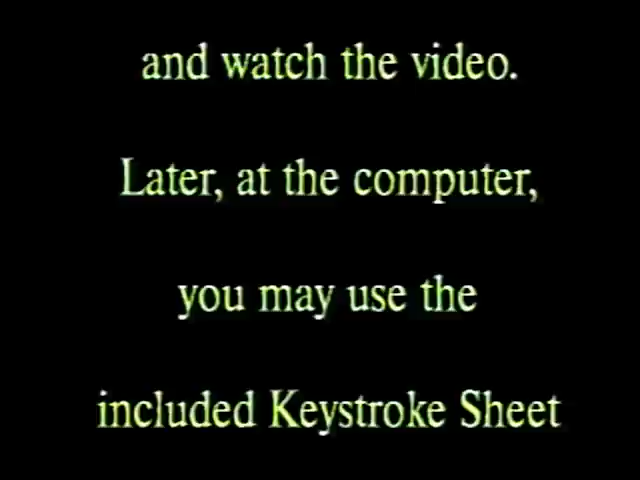 and watch the video.
Later, at the computer,
you may use the
included Keystroke Sheet